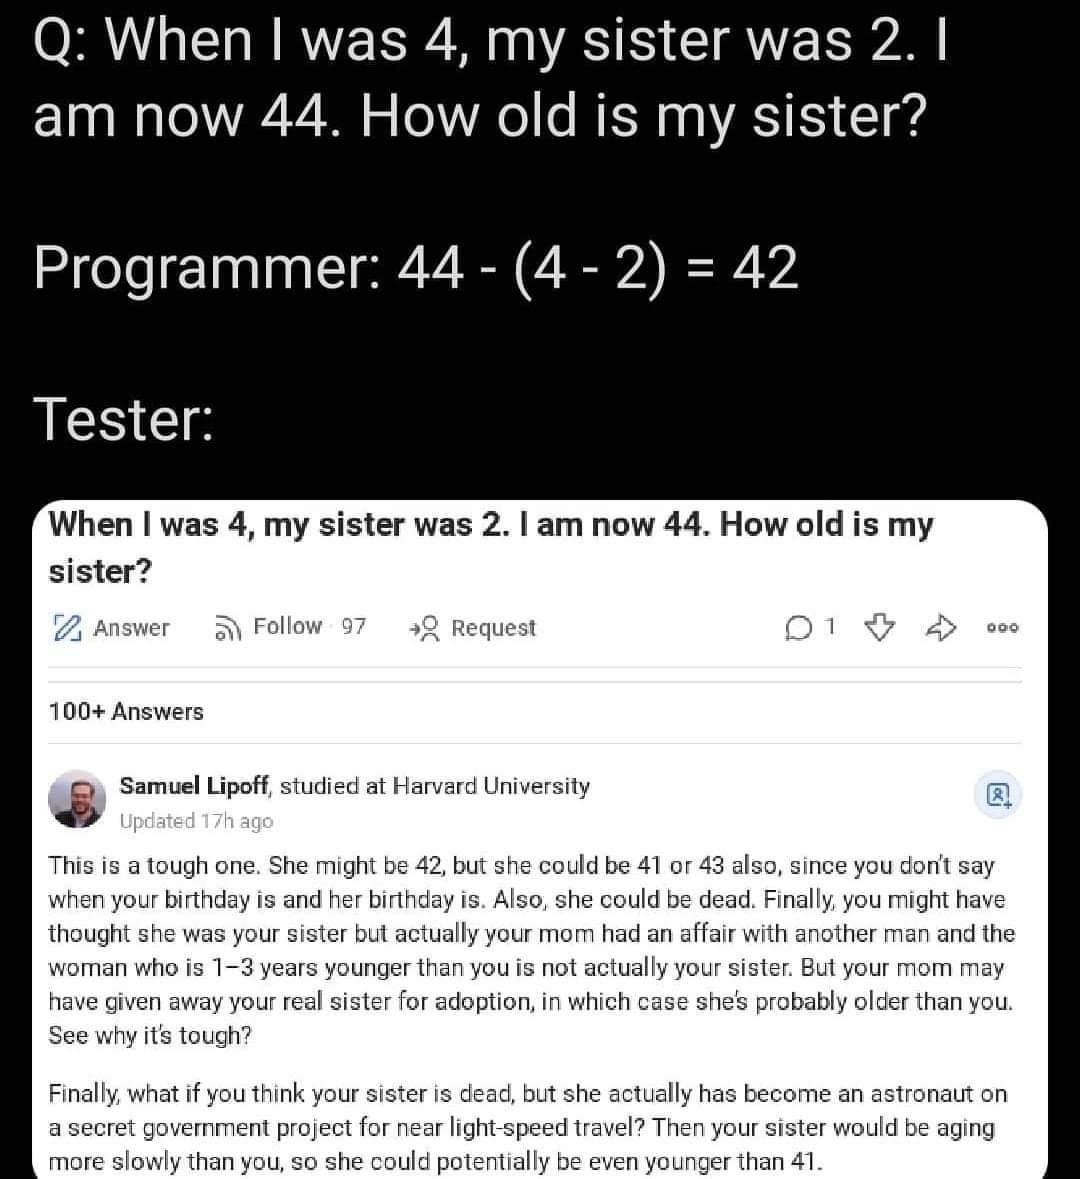 Q: When I was 4, my sister was 2. I
am now 44. How old is my sister?
Programmer: 44 - (4 - 2) = 42
Tester:
When I was 4, my sister was 2. I am now 44. How old is my
sister?
Answer Follow · 97 Request 1
100+ Answers
Samuel Lipoff, studied at Harvard University
Updated 17h ago
This is a tough one. She might be 42, but she could be 41 or 43 also, since you don't say
when your birthday is and her birthday is. Also, she could be dead. Finally, you might have
thought she was your sister but actually your mom had an affair with another man and the
woman who is 1–3 years younger than you is not actually your sister. But your mom may
have given away your real sister for adoption, in which case she's probably older than you.
See why it's tough?
Finally, what if you think your sister is dead, but she actually has become an astronaut on
a secret government project for near light-speed travel? Then your sister would be aging
more slowly than you, so she could potentially be even younger than 41.